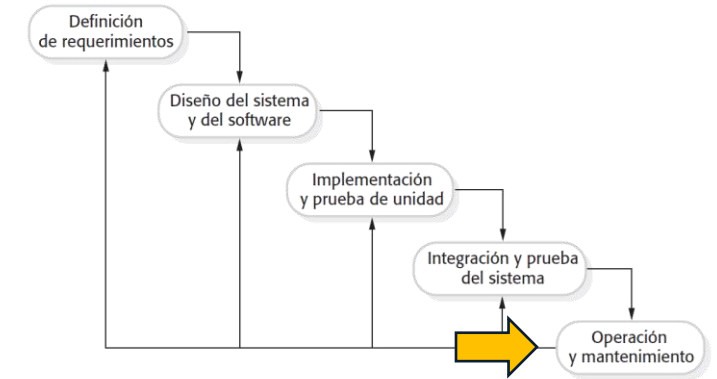 Definición
de requerimientos
Diseño del sistema
y del software
Implementación
y prueba de unidad
Integración y prueba
del sistema
Operación
y mantenimiento